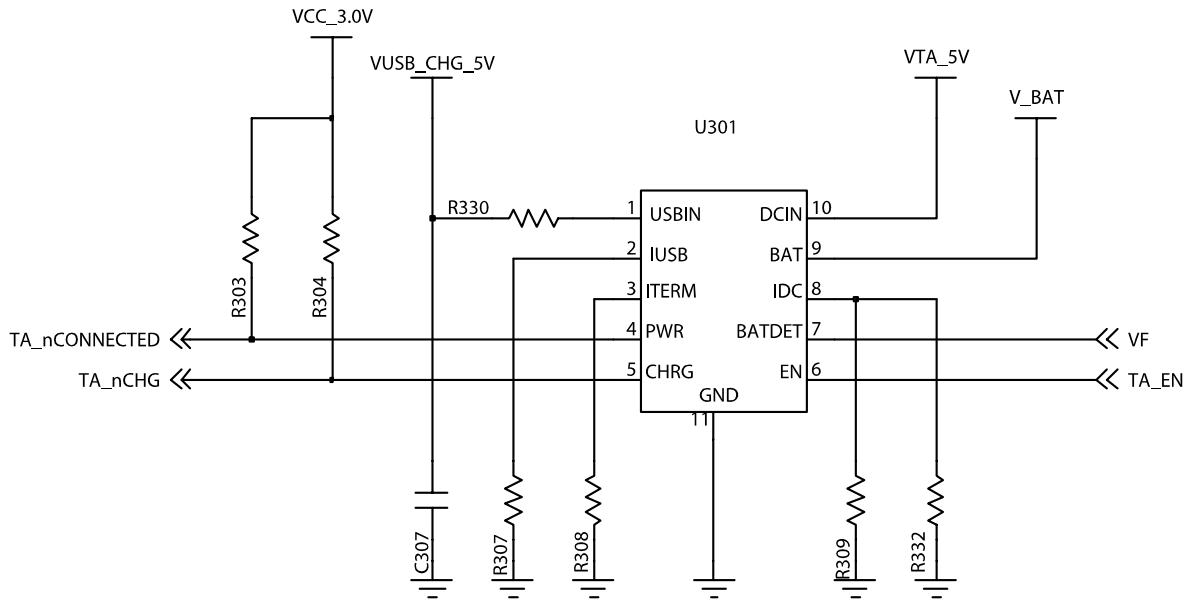 VCC_3.0V
VUSB_CHG_5V
VTA_5V
V_BAT
U301
R330
1 USBIN
DCIN 10
2 IUSB
BAT 9
3 ITERM
IDC 8
R303
R304
TA_nCONNECTED
4 PWR
BATDET 7
VF
TA_nCHG
5 CHRG
EN 6
TA_EN
GND
11
C307
R307
R308
R309
R332